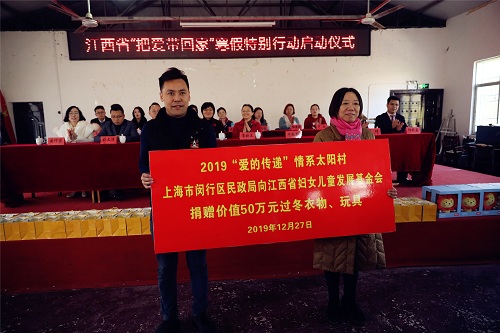 江西省"把爱带回家"寒假特别行动启动仪式
2019 “爱的传递” 情系太阳村
上海市闵行区民政局向江西省妇女儿童发展基金会
捐赠价值50万元过冬衣物、玩具
2019年12月27日